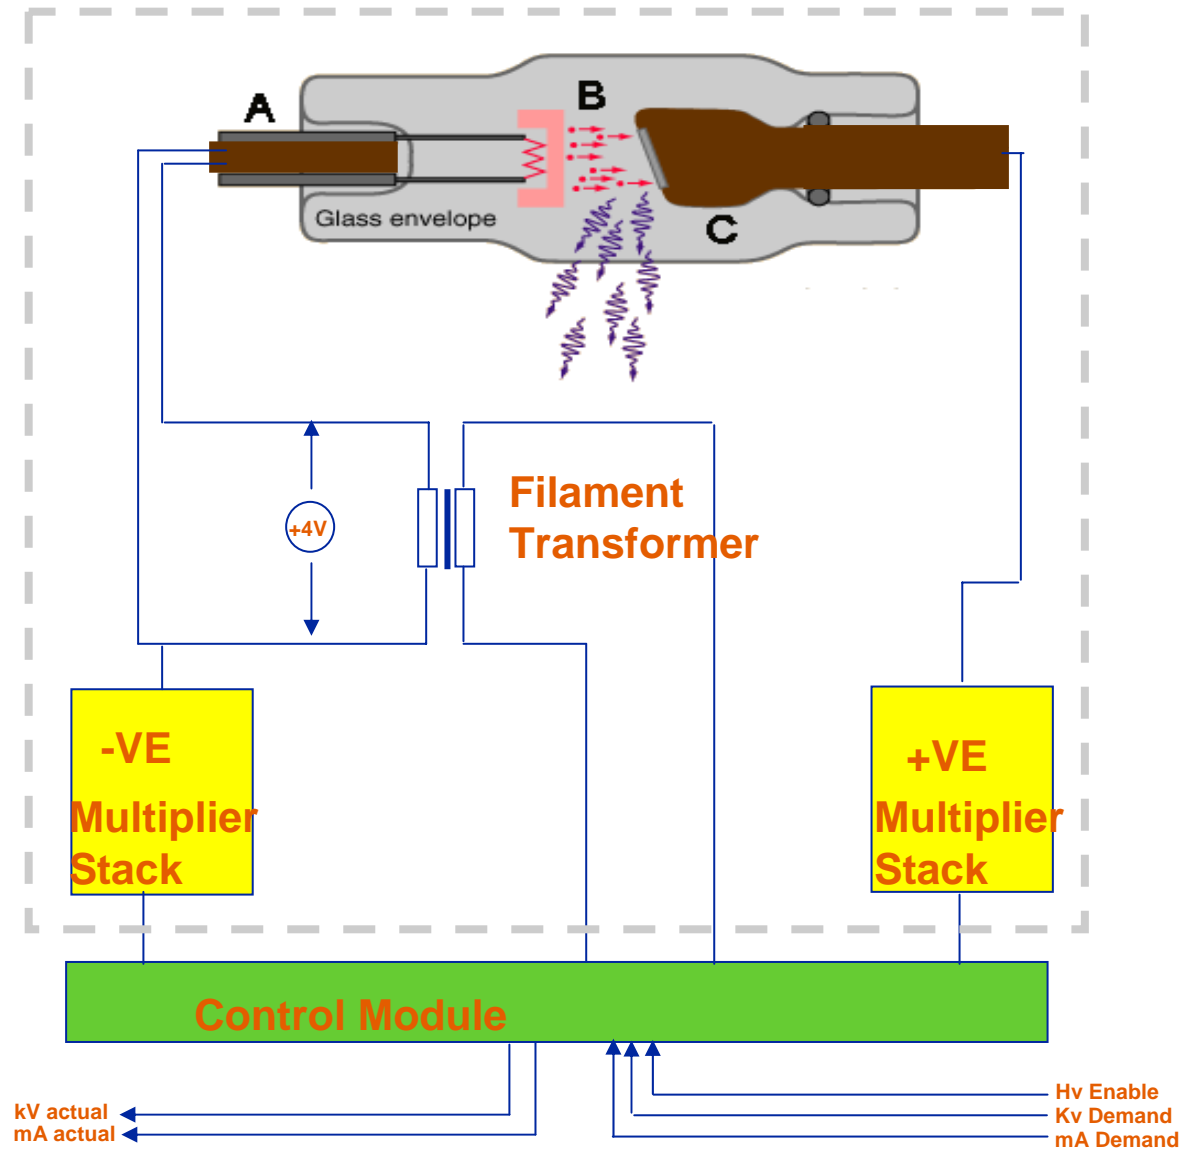 A
B
Glass envelope
C
Filament
Transformer
+4V
-VE
Multiplier
Stack
+VE
Multiplier
Stack
Control Module
kV actual
mA actual
Hv Enable
Kv Demand
mA Demand